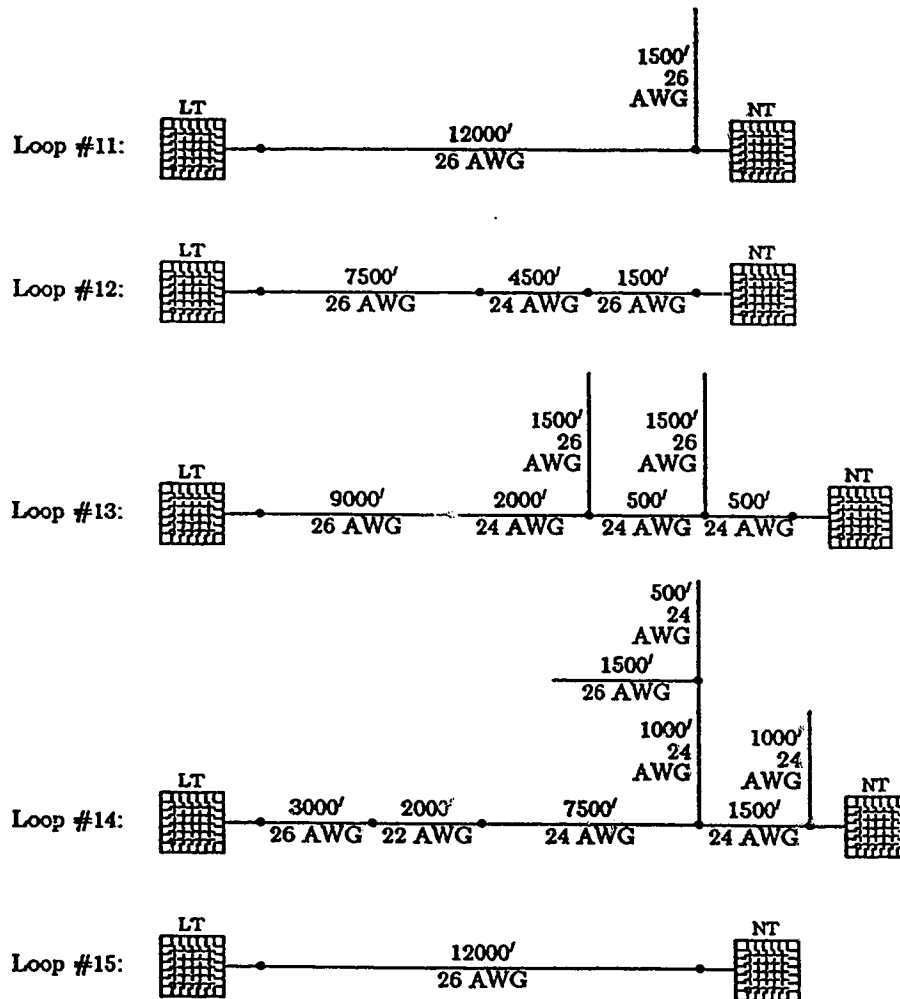 1500′
26
AWG
LT
NT
Loop #11:
12000′
26 AWG
LT
NT
Loop #12:
7500′
4500′
1500′
26 AWG
24 AWG
26 AWG
1500′
26
AWG
1500′
26
AWG
LT
NT
Loop #13:
9000′
2000′
500′
500′
26 AWG
24 AWG
24 AWG
24 AWG
500′
24
AWG
1500′
26 AWG
1000′
24
AWG
1000′
24
AWG
LT
NT
Loop #14:
3000′
2000′
7500′
1500′
26 AWG
22 AWG
24 AWG
24 AWG
LT
NT
Loop #15:
12000′
26 AWG